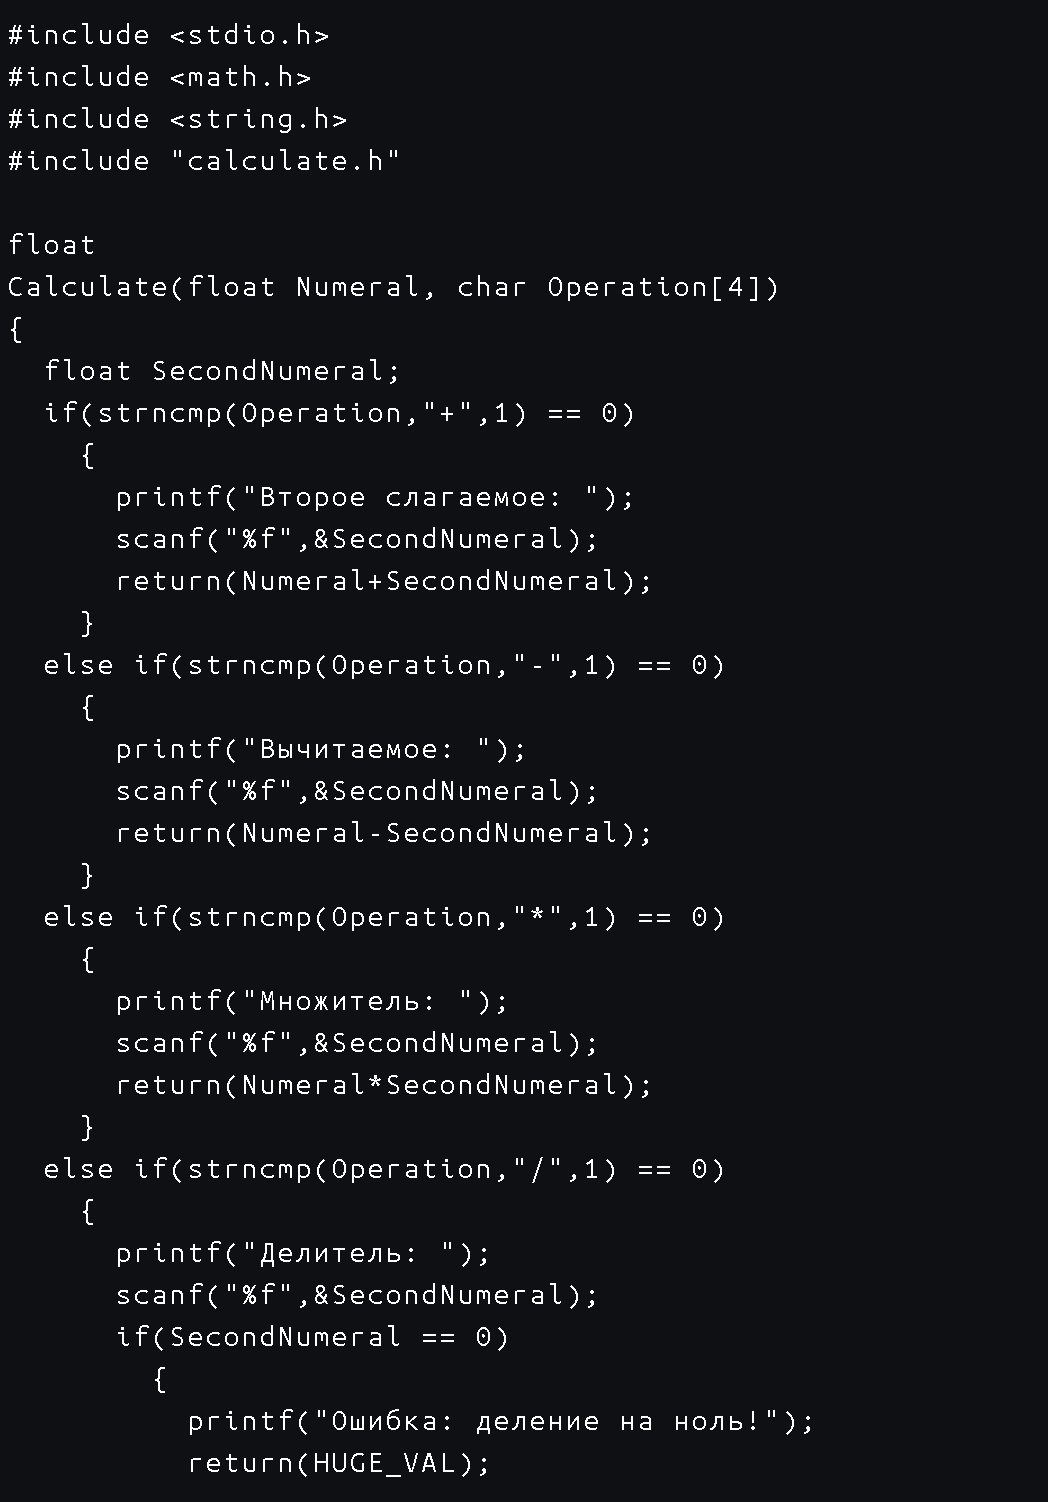 #include <stdio.h>
#include <math.h>
#include <string.h>
#include "calculate.h"

float
Calculate(float Numeral, char Operation[4])
{
  float SecondNumeral;
  if(strncmp(Operation,"+",1) == 0)
    {
      printf("Второе слагаемое: ");
      scanf("%f",&SecondNumeral);
      return(Numeral+SecondNumeral);
    }
  else if(strncmp(Operation,"-",1) == 0)
    {
      printf("Вычитаемое: ");
      scanf("%f",&SecondNumeral);
      return(Numeral-SecondNumeral);
    }
  else if(strncmp(Operation,"*",1) == 0)
    {
      printf("Множитель: ");
      scanf("%f",&SecondNumeral);
      return(Numeral*SecondNumeral);
    }
  else if(strncmp(Operation,"/",1) == 0)
    {
      printf("Делитель: ");
      scanf("%f",&SecondNumeral);
      if(SecondNumeral == 0)
        {
          printf("Ошибка: деление на ноль!");
          return(HUGE_VAL);